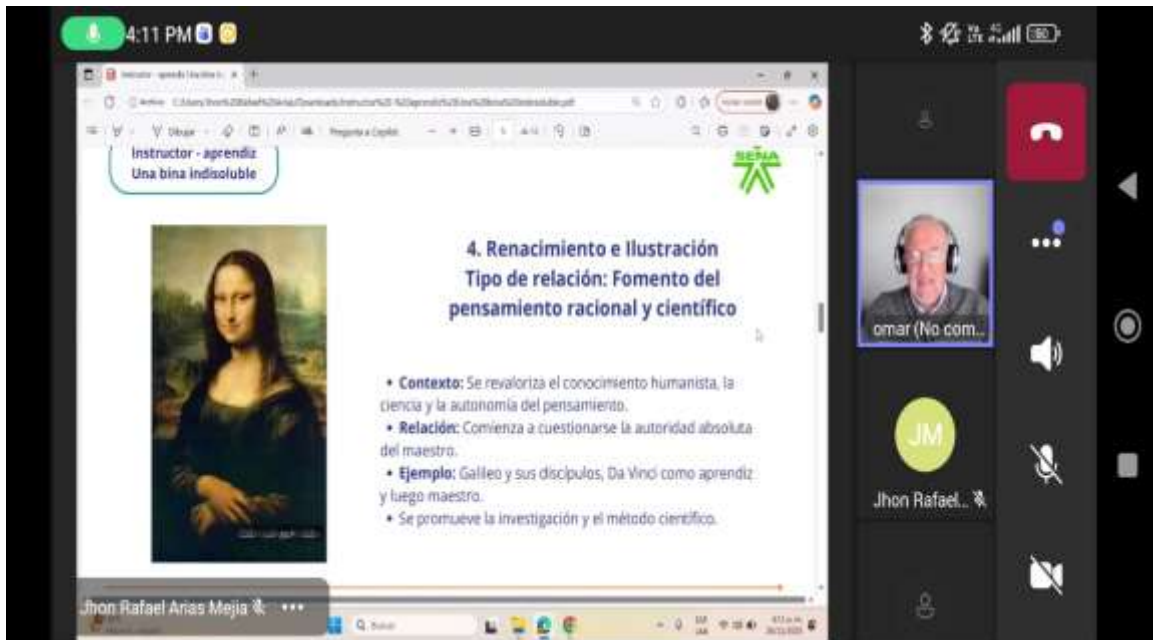 4:11 PM
Instructor - aprendiz
Una bina indisoluble
SENA
4. Renacimiento e Ilustración
Tipo de relación: Fomento del
pensamiento racional y científico
• Contexto: Se revaloriza el conocimiento humanista, la
ciencia y la autonomía del pensamiento.
• Relación: Comienza a cuestionarse la autoridad absoluta
del maestro.
• Ejemplo: Galileo y sus discípulos, Da Vinci como aprendiz
y luego maestro.
• Se promueve la investigación y el método científico.
Jhon Rafael Arias Mejia
omar (No com...
JM
Jhon Rafael...
Buscar